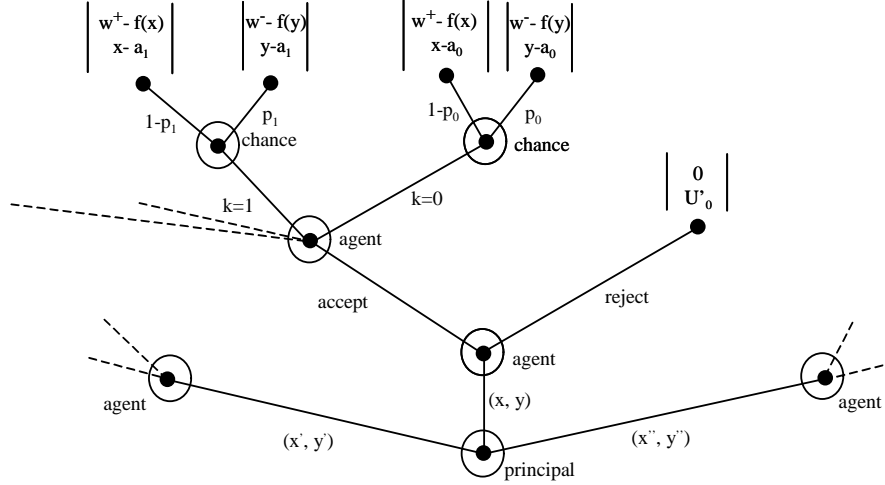 w⁺- f(x)
x- a₁
w⁻- f(y)
y-a₁
w⁺- f(x)
x-a₀
w⁻- f(y)
y-a₀
1-p₁
p₁
chance
1-p₀
p₀
chance
0
U'₀
k=1
k=0
agent
accept
reject
agent
agent
(x, y)
agent
(x', y')
(x'', y'')
principal